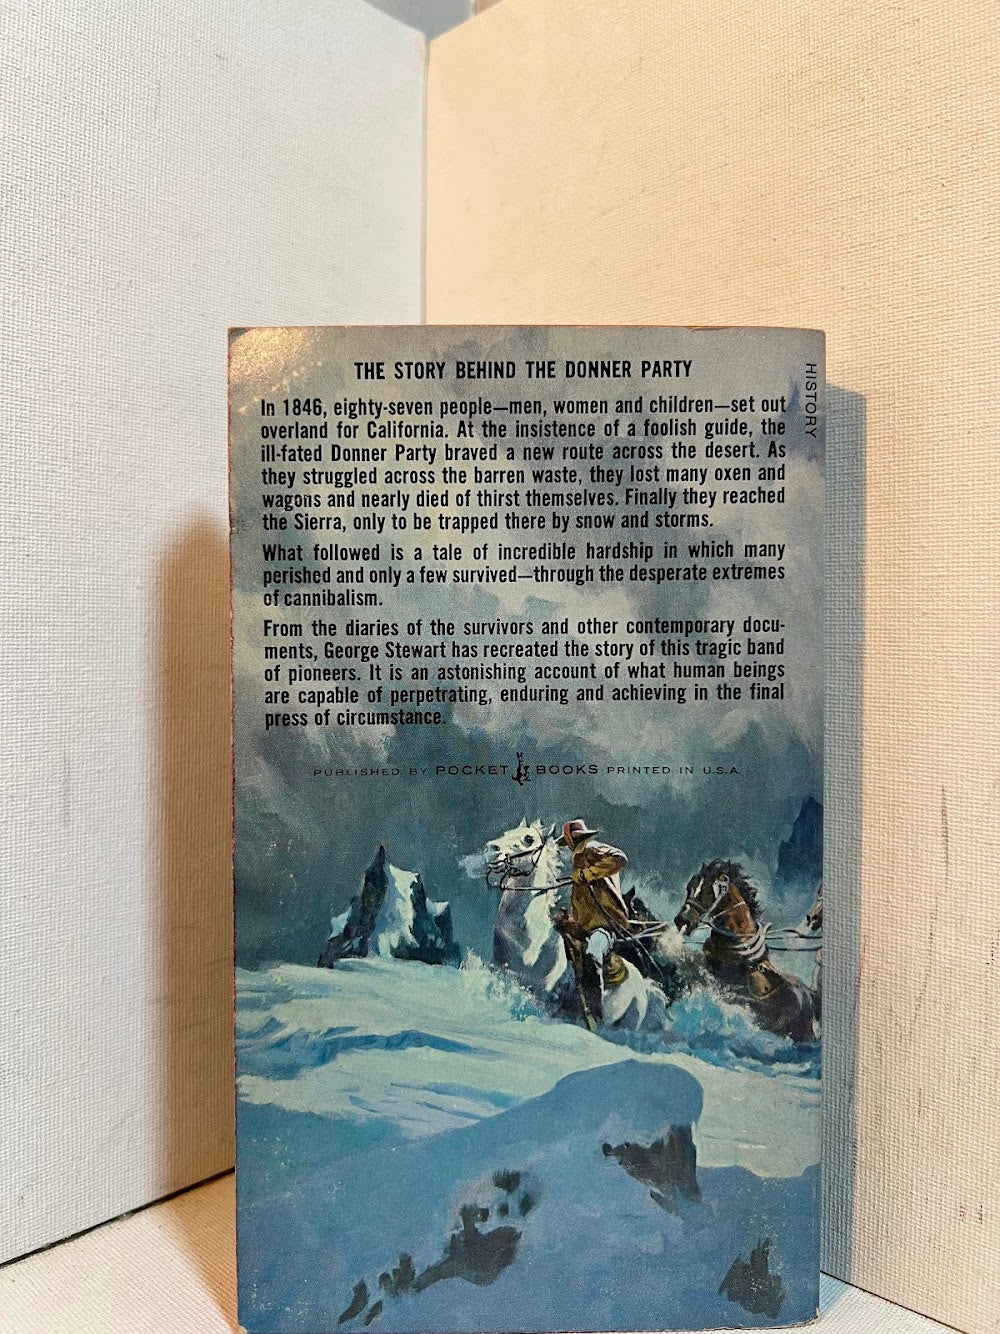 THE STORY BEHIND THE DONNER PARTY
HISTORY
In 1846, eighty-seven people—men, women and children—set out
overland for California. At the insistence of a foolish guide, the
ill-fated Donner Party braved a new route across the desert. As
they struggled across the barren waste, they lost many oxen and
wagons and nearly died of thirst themselves. Finally they reached
the Sierra, only to be trapped there by snow and storms.
What followed is a tale of incredible hardship in which many
perished and only a few survived—through the desperate extremes
of cannibalism.
From the diaries of the survivors and other contemporary docu-
ments, George Stewart has recreated the story of this tragic band
of pioneers. It is an astonishing account of what human beings
are capable of perpetrating, enduring and achieving in the final
press of circumstance.
PUBLISHED BY POCKET BOOKS PRINTED IN U.S.A.